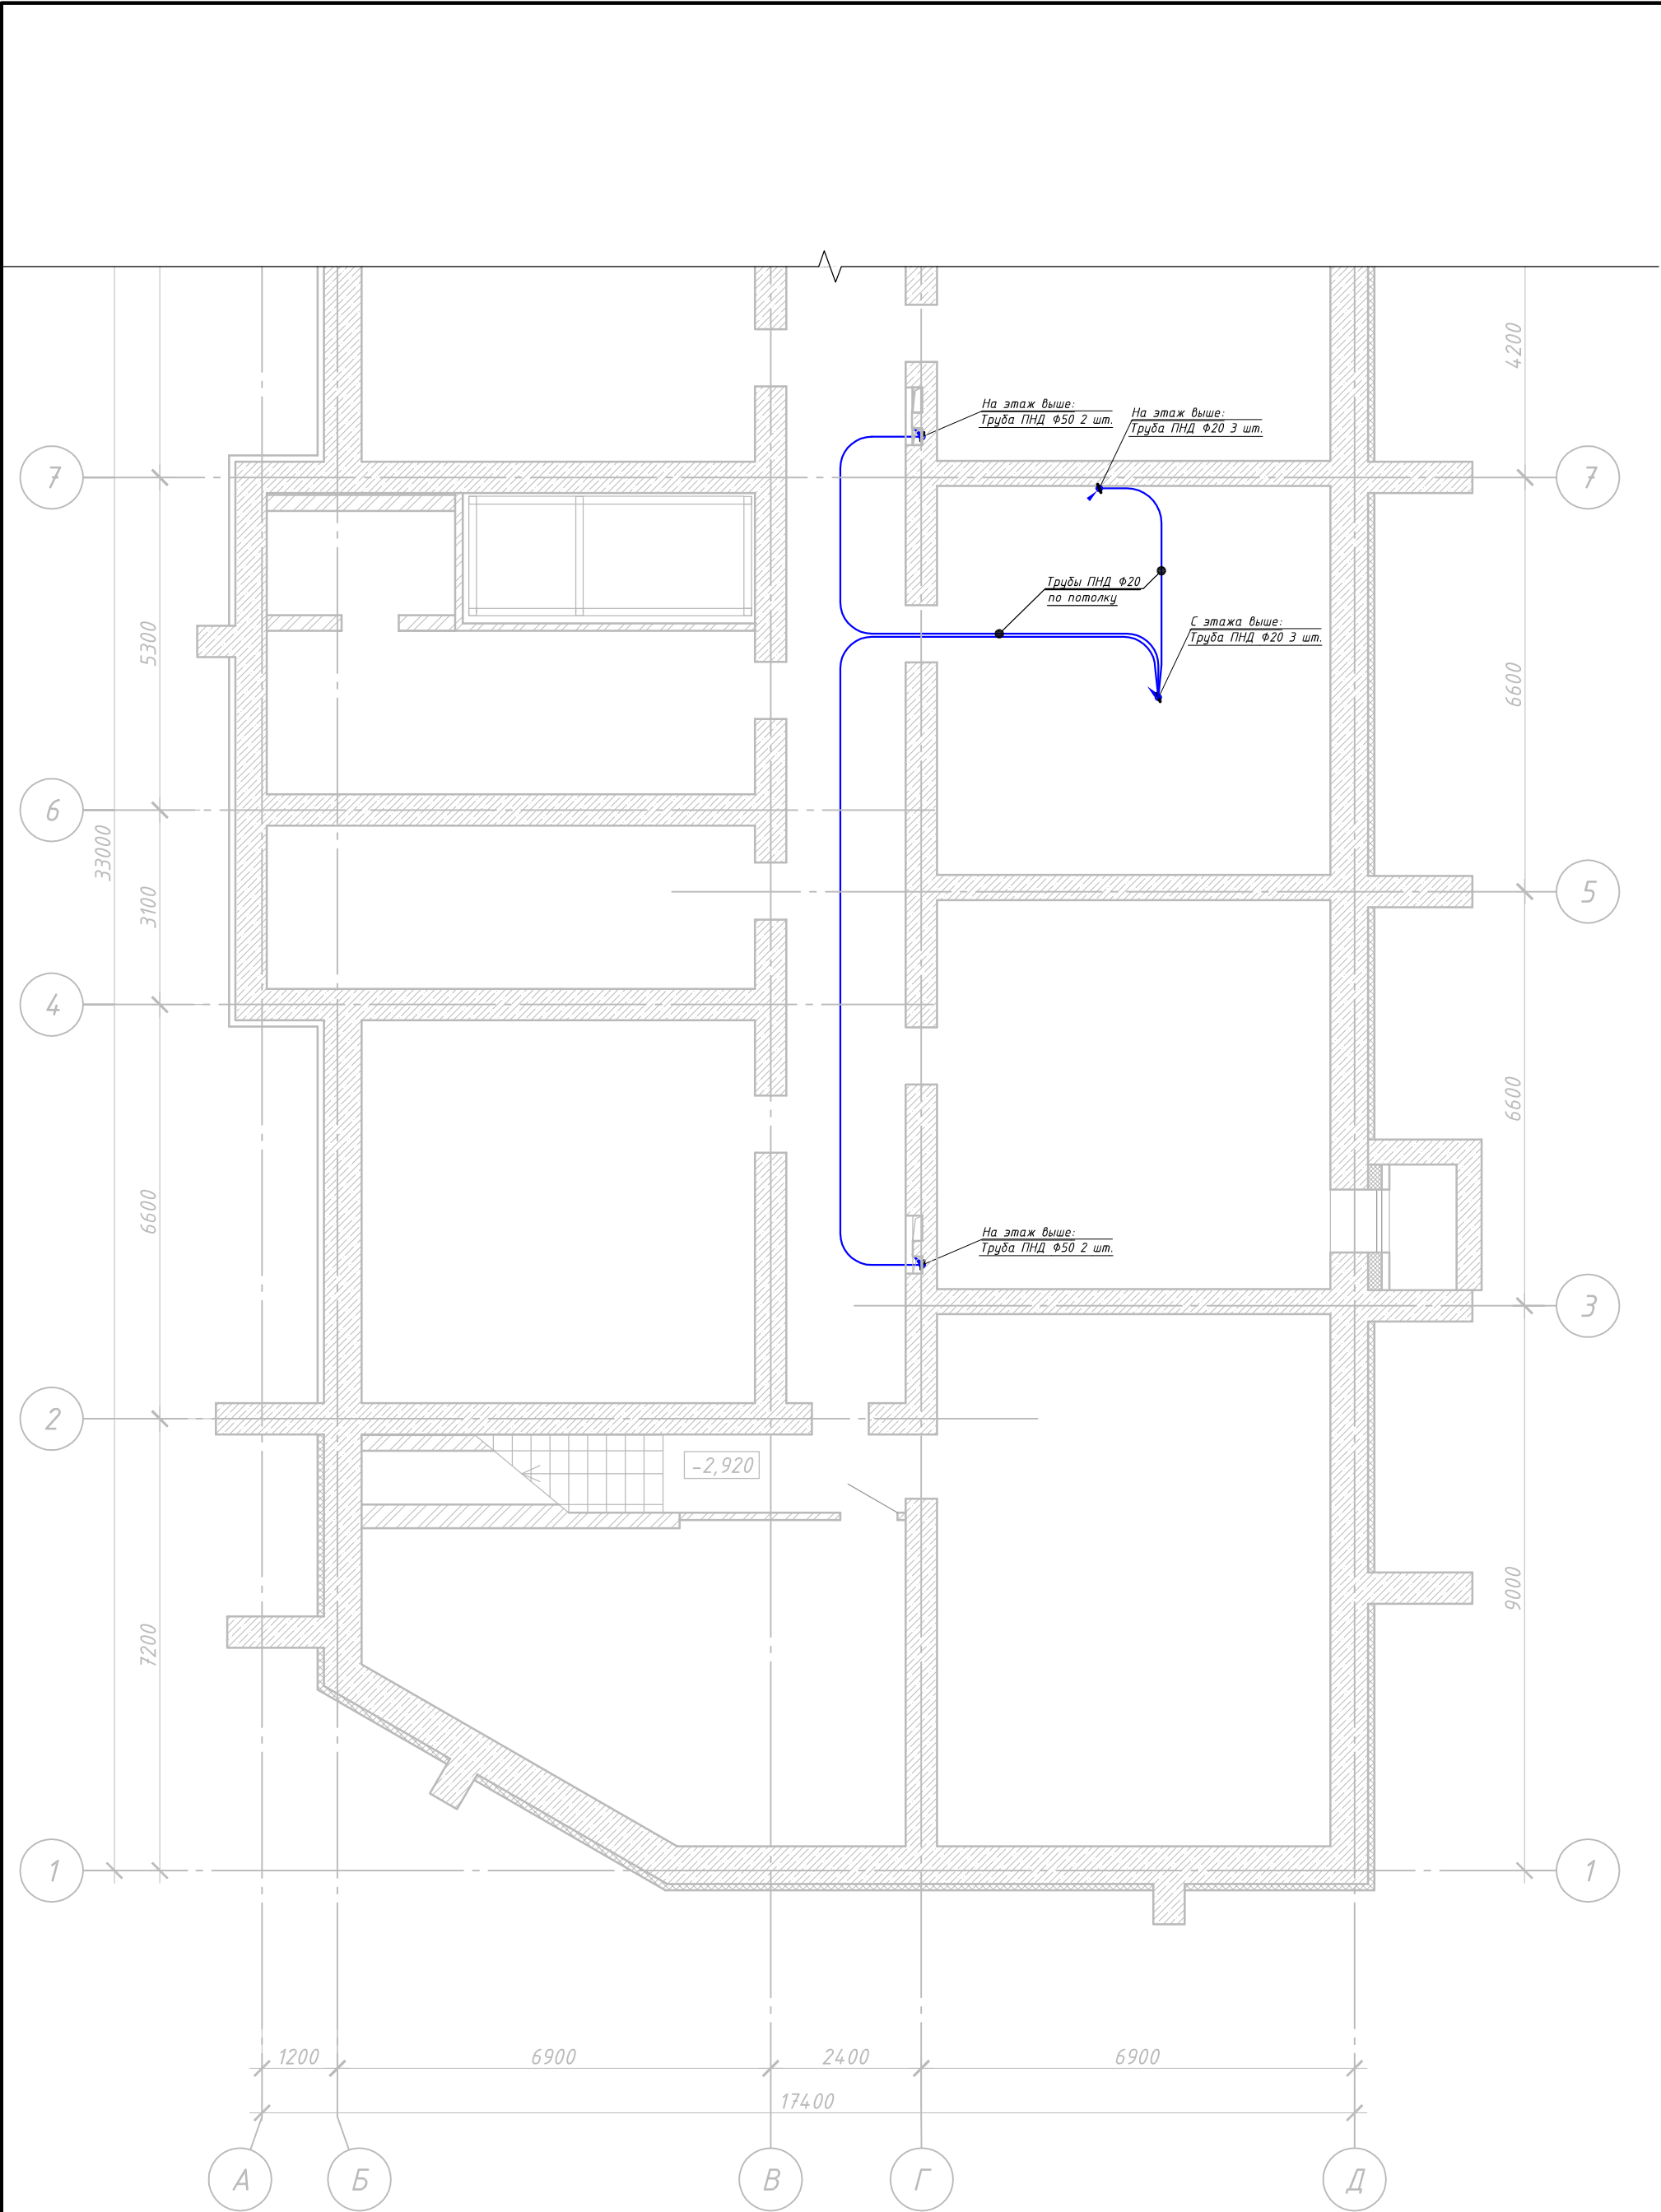 4200
На этаж выше:
Труба ПНД Ф50 2 шт.
На этаж выше:
Труба ПНД Ф20 3 шт.
7
7
Трубы ПНД Ф20
по потолку
С этажа выше:
Труба ПНД Ф20 3 шт.
5300
6600
6
33000
3100
5
4
6600
6600
На этаж выше:
Труба ПНД Ф50 2 шт.
3
2
-2,920
9000
7200
1
1
1200
6900
2400
6900
17400
А
Б
В
Г
Д